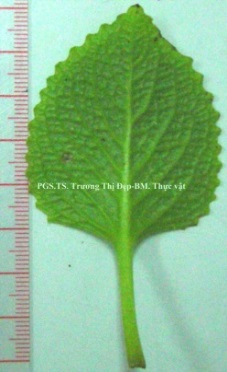 PGS.TS. Trương Thị Đẹp-BM. Thực vật